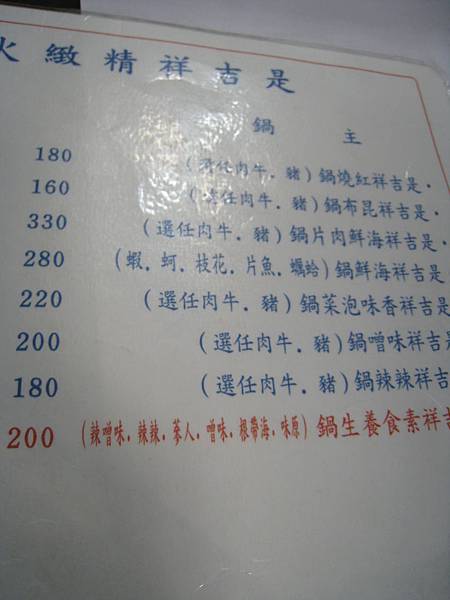 是吉祥精緻火
主鍋
·是吉祥紅燒鍋(豬.牛肉任選) 180
·是吉祥昆布鍋(豬.牛肉任選) 160
·是吉祥海鮮肉片鍋(豬.牛肉任選) 330
是吉祥海鮮鍋(蛤蠣.魚片.花枝.蚵.蝦) 280
是吉祥香味泡菜鍋(豬.牛肉任選) 220
是吉祥味噌鍋(豬.牛肉任選) 200
吉祥辣辣鍋(豬.牛肉任選) 180
吉祥素食養生鍋(原味.海帶根.味噌.人蔘.辣辣.味噌辣) 200